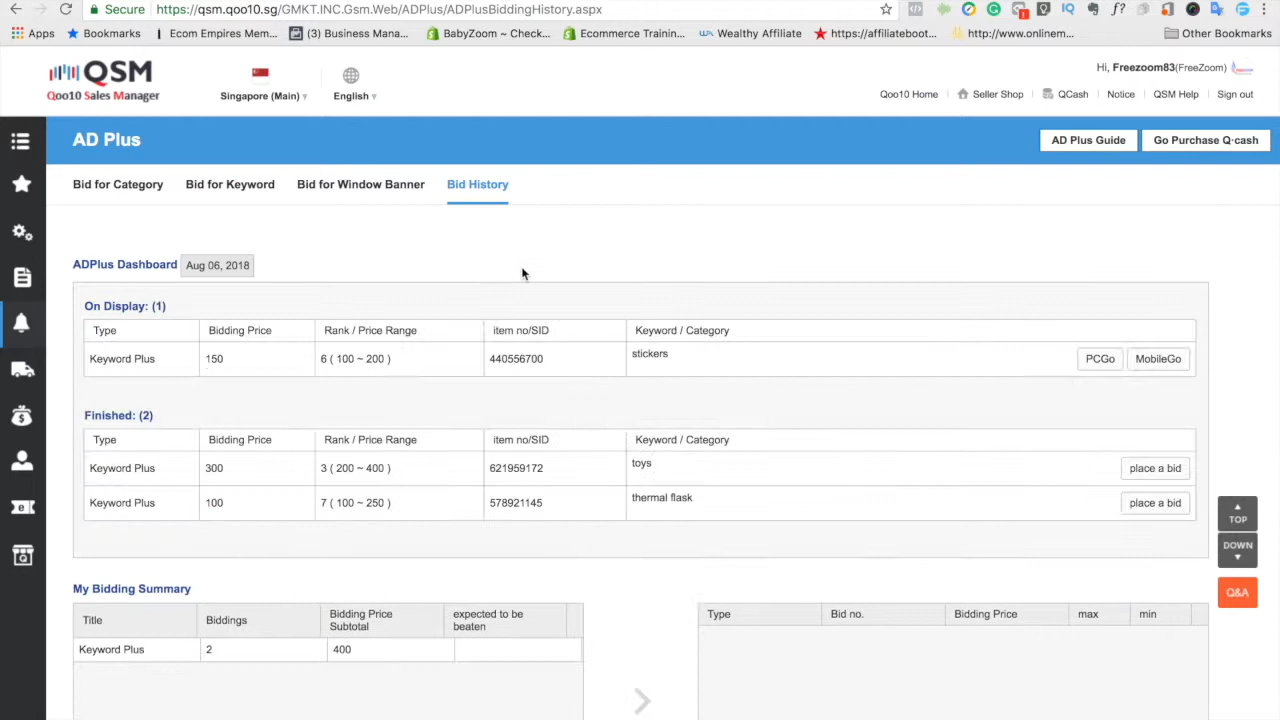 Secure https://qsm.qoo10.sg/GMKT.INC.Gsm.Web/ADPlus/ADPlusBiddingHistory.aspx
Apps Bookmarks Ecom Empires Mem... (3) Business Mana... BabyZoom ~ Check... Ecommerce Trainin... Wealthy Affiliate https://affiliateboot... http://www.onlinem... Other Bookmarks
QSM
Qoo10 Sales Manager
Singapore (Main) English
Hi, Freezoom83(FreeZoom)
Qoo10 Home Seller Shop QCash Notice QSM Help Sign out
AD Plus
AD Plus Guide Go Purchase Q·cash
Bid for Category Bid for Keyword Bid for Window Banner Bid History
ADPlus Dashboard Aug 06, 2018
On Display: (1)
Type Bidding Price Rank / Price Range item no/SID Keyword / Category
Keyword Plus 150 6 ( 100 ~ 200 ) 440556700 stickers PCGo MobileGo
Finished: (2)
Type Bidding Price Rank / Price Range item no/SID Keyword / Category
Keyword Plus 300 3 ( 200 ~ 400 ) 621959172 toys place a bid
Keyword Plus 100 7 ( 100 ~ 250 ) 578921145 thermal flask place a bid
TOP
DOWN
Q&A
My Bidding Summary
Title Biddings Bidding Price Subtotal expected to be beaten
Keyword Plus 2 400
Type Bid no. Bidding Price max min